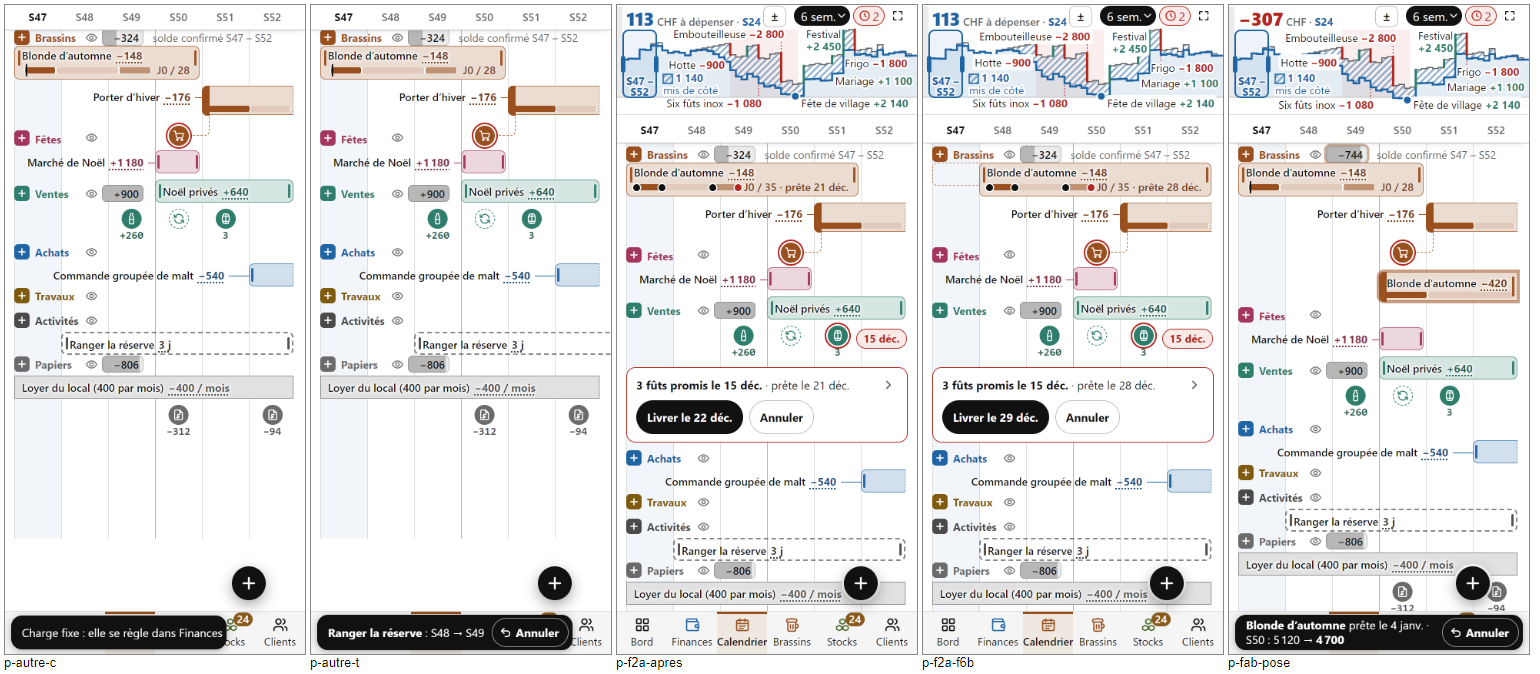 S47 S48 S49 S50 S51 S52
Brassins −324 solde confirmé S47 – S52
Blonde d'automne −148
J0 / 28
Porter d'hiver −176
Fêtes
Marché de Noël +1 180
Ventes +900 Noël privés +640
+260 3
Achats
Commande groupée de malt −540
Travaux
Activités
Ranger la réserve 3 j
Papiers −806
Loyer du local (400 par mois) −400 / mois
−312 −94
+
Charge fixe : elle se règle dans Finances
24
ocks Clients
p-autre-c
S47 S48 S49 S50 S51 S52
Brassins −324 solde confirmé S47 – S52
Blonde d'automne −148
J0 / 28
Porter d'hiver −176
Fêtes
Marché de Noël +1 180
Ventes +900 Noël privés +640
+260 3
Achats
Commande groupée de malt −540
Travaux
Activités
Ranger la réserve 3 j
Papiers −806
Loyer du local (400 par mois) −400 / mois
−312 −94
+
Ranger la réserve : S48 → S49 Annuler
Clients
p-autre-t
113 CHF à dépenser · S24 ± 6 sem. 2
Embouteilleuse −2 800 Festival
+2 450
Hotte −900 Frigo −1 800
S47 – 1 140 Mariage +1 100
S52 mis de côté
Six fûts inox −1 080 Fête de village +2 140
S47 S48 S49 S50 S51 S52
Brassins −324 solde confirmé S47 – S52
Blonde d'automne −148
J0 / 35 · prête 21 déc.
Porter d'hiver −176
Fêtes
Marché de Noël +1 180
Ventes +900 Noël privés +640
+260 3 15 déc.
3 fûts promis le 15 déc. · prête le 21 déc.
Livrer le 22 déc. Annuler
Achats
Commande groupée de malt −540
Travaux
Activités
Ranger la réserve 3 j
Papiers −806
Loyer du local (400 par mois) −400 / mois
+
24
Bord Finances Calendrier Brassins Stocks Clients
p-f2a-apres
113 CHF à dépenser · S24 ± 6 sem. 2
Embouteilleuse −2 800 Festival
+2 450
Hotte −900 Frigo −1 800
S47 – 1 140 Mariage +1 100
S52 mis de côté
Six fûts inox −1 080 Fête de village +2 140
S47 S48 S49 S50 S51 S52
Brassins −324 solde confirmé S47 – S52
Blonde d'automne −148
J0 / 35 · prête 28 déc.
Porter d'hiver −176
Fêtes
Marché de Noël +1 180
Ventes +900 Noël privés +640
+260 3 15 déc.
3 fûts promis le 15 déc. · prête le 28 déc.
Livrer le 29 déc. Annuler
Achats
Commande groupée de malt −540
Travaux
Activités
Ranger la réserve 3 j
Papiers −806
Loyer du local (400 par mois) −400 / mois
+
24
Bord Finances Calendrier Brassins Stocks Clients
p-f2a-f6b
−307 CHF · S24 ± 6 sem. 2
Embouteilleuse −2 800 Festival
+2 450
Hotte −900 Frigo −1 800
S47 – 1 140 Mariage +1 100
S52 mis de côté
Six fûts inox −1 080 Fête de village +2 140
S47 S48 S49 S50 S51 S52
Brassins −744 solde confirmé S47 – S52
Blonde d'automne −148
J0 / 28
Porter d'hiver −176
Blonde d'automne −420
Fêtes
Marché de Noël +1 180
Ventes +900 Noël privés +640
+260 3
Achats
Commande groupée de malt −540
Travaux
Activités
Ranger la réserve 3 j
Papiers −806
Loyer du local (400 par mois) −400 / mois
+
−312 −94
Blonde d'automne prête le 4 janv. ·
S50 : 5 120 → 4 700 Annuler
24
Clients
p-fab-pose